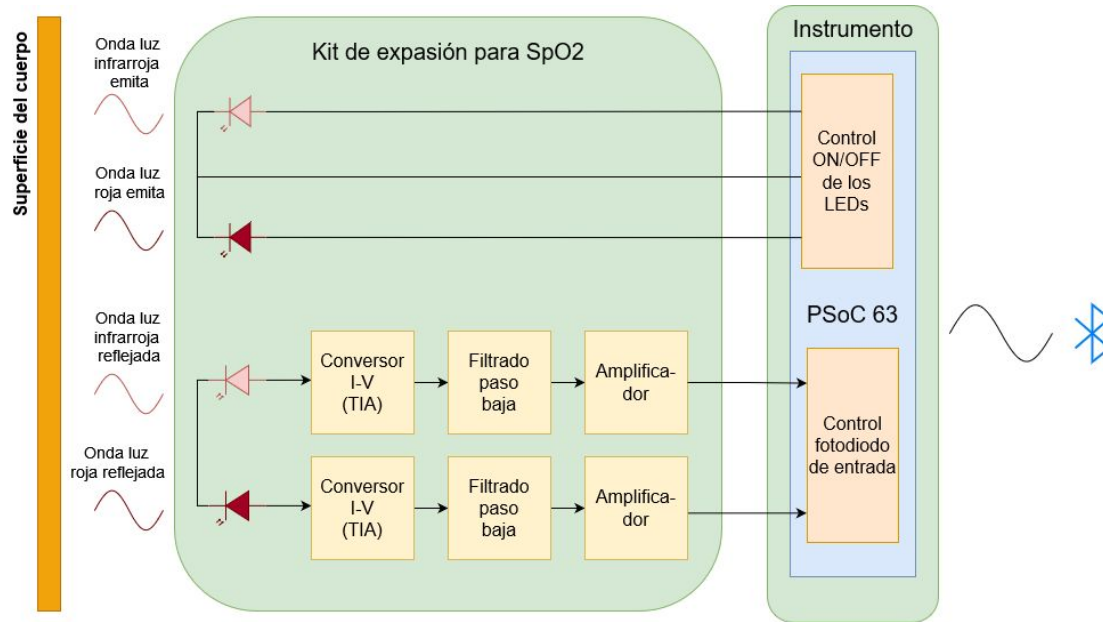 Superficie del cuerpo
Onda luz
infrarroja
emita
Onda luz
roja emita
Onda luz
infrarroja
reflejada
Onda luz
roja reflejada
Kit de expasión para SpO2
Conversor
I-V
(TIA)
Filtrado
paso
baja
Amplifica-
dor
Conversor
I-V
(TIA)
Filtrado
paso
baja
Amplifica-
dor
Instrumento
Control
ON/OFF
de los
LEDs
PSoC 63
Control
fotodiodo
de entrada